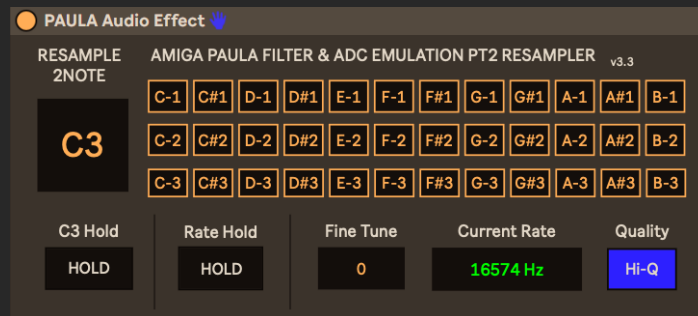 PAULA Audio Effect
RESAMPLE
2NOTE
AMIGA PAULA FILTER & ADC EMULATION PT2 RESAMPLER v3.3
C3
C-1 C#1 D-1 D#1 E-1 F-1 F#1 G-1 G#1 A-1 A#1 B-1
C-2 C#2 D-2 D#2 E-2 F-2 F#2 G-2 G#2 A-2 A#2 B-2
C-3 C#3 D-3 D#3 E-3 F-3 F#3 G-3 G#3 A-3 A#3 B-3
C3 Hold
HOLD
Rate Hold
HOLD
Fine Tune
0
Current Rate
16574 Hz
Quality
Hi-Q